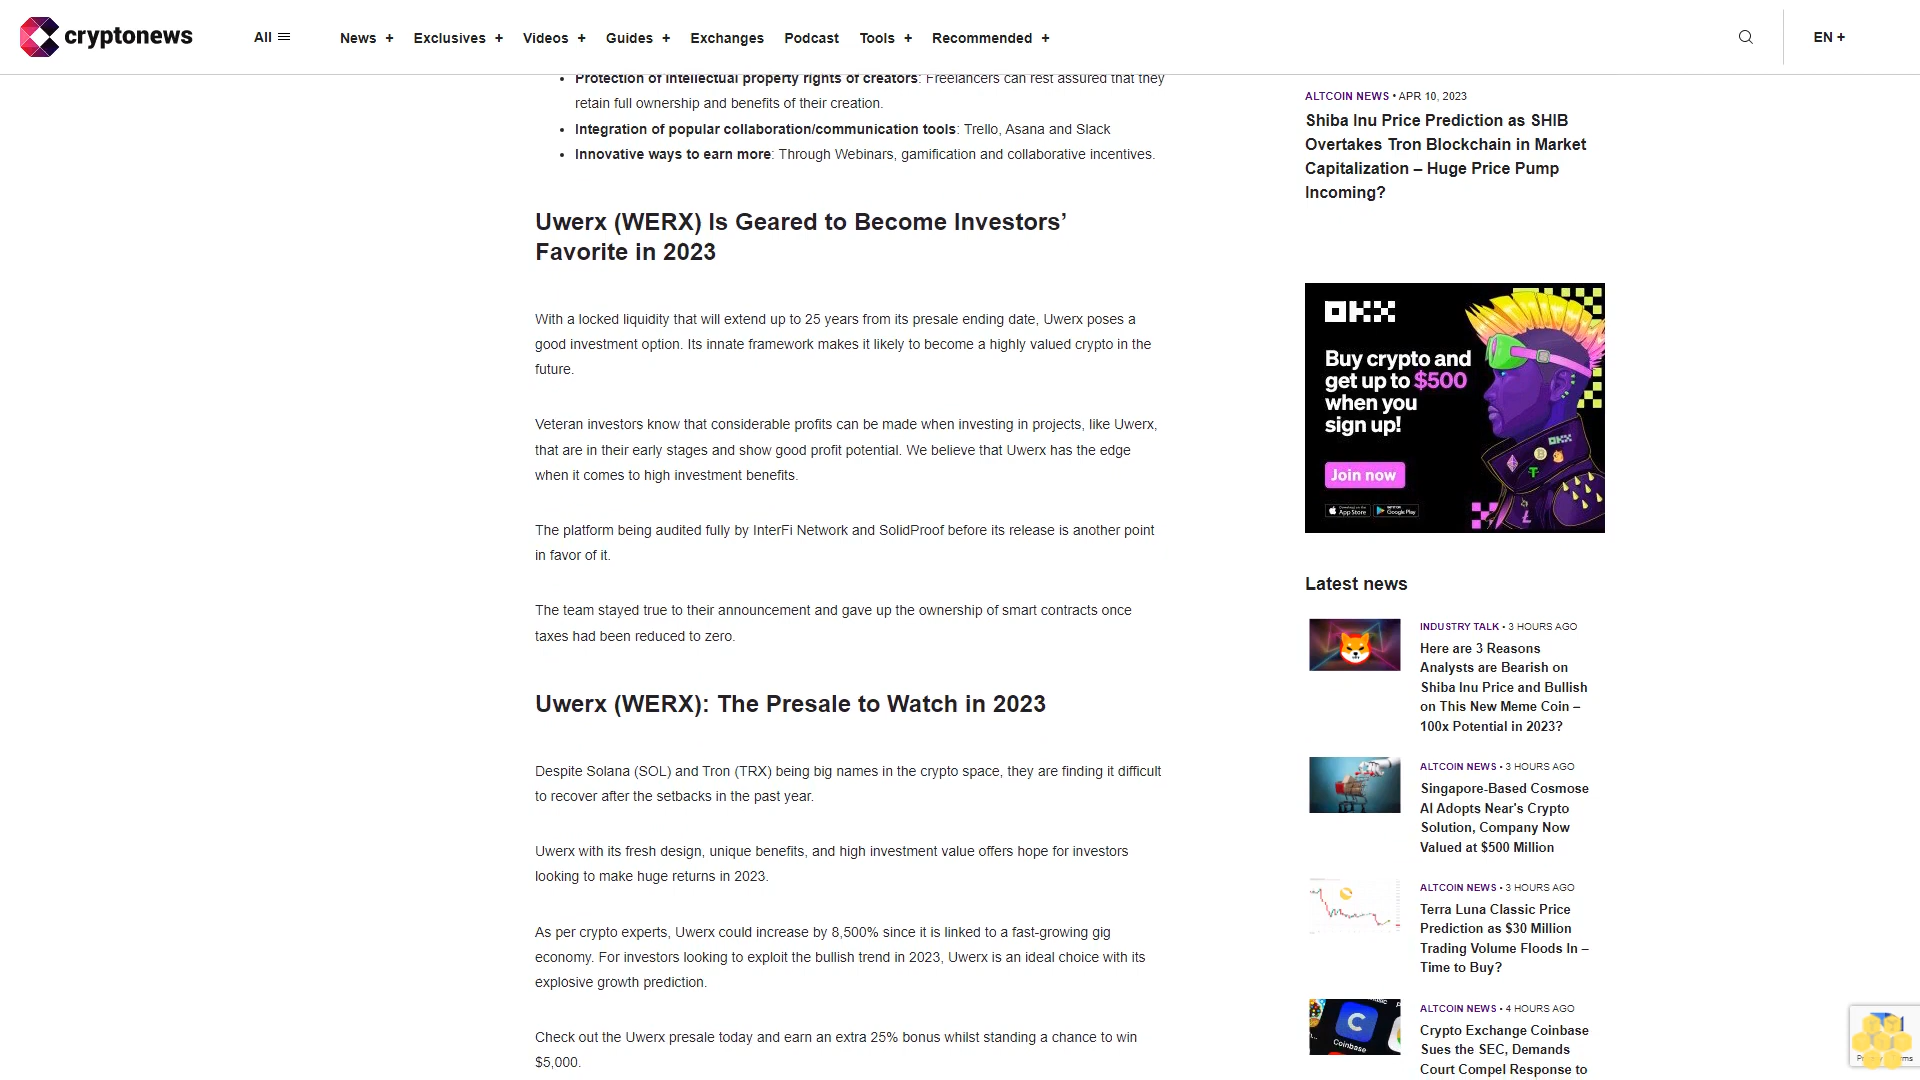 cryptonews
All
News +
Exclusives +
Videos +
Guides +
Exchanges
Podcast
Tools +
Recommended +
EN +
Protection of intellectual property rights of creators: Freelancers can rest assured that they
retain full ownership and benefits of their creation.
Integration of popular collaboration/communication tools: Trello, Asana and Slack
Innovative ways to earn more: Through Webinars, gamification and collaborative incentives.
Uwerx (WERX) Is Geared to Become Investors’
Favorite in 2023
With a locked liquidity that will extend up to 25 years from its presale ending date, Uwerx poses a
good investment option. Its innate framework makes it likely to become a highly valued crypto in the
future.
Veteran investors know that considerable profits can be made when investing in projects, like Uwerx,
that are in their early stages and show good profit potential. We believe that Uwerx has the edge
when it comes to high investment benefits.
The platform being audited fully by InterFi Network and SolidProof before its release is another point
in favor of it.
The team stayed true to their announcement and gave up the ownership of smart contracts once
taxes had been reduced to zero.
Uwerx (WERX): The Presale to Watch in 2023
Despite Solana (SOL) and Tron (TRX) being big names in the crypto space, they are finding it difficult
to recover after the setbacks in the past year.
Uwerx with its fresh design, unique benefits, and high investment value offers hope for investors
looking to make huge returns in 2023.
As per crypto experts, Uwerx could increase by 8,500% since it is linked to a fast-growing gig
economy. For investors looking to exploit the bullish trend in 2023, Uwerx is an ideal choice with its
explosive growth prediction.
Check out the Uwerx presale today and earn an extra 25% bonus whilst standing a chance to win
$5,000.
ALTCOIN NEWS • APR 10, 2023
Shiba Inu Price Prediction as SHIB
Overtakes Tron Blockchain in Market
Capitalization – Huge Price Pump
Incoming?
OKX
Buy crypto and
get up to $500
when you
sign up!
Join now
App Store
Google Play
OKX
Latest news
INDUSTRY TALK • 3 HOURS AGO
Here are 3 Reasons
Analysts are Bearish on
Shiba Inu Price and Bullish
on This New Meme Coin –
100x Potential in 2023?
ALTCOIN NEWS • 3 HOURS AGO
Singapore-Based Cosmose
AI Adopts Near's Crypto
Solution, Company Now
Valued at $500 Million
ALTCOIN NEWS • 3 HOURS AGO
Terra Luna Classic Price
Prediction as $30 Million
Trading Volume Floods In –
Time to Buy?
Coinbase
ALTCOIN NEWS • 4 HOURS AGO
Crypto Exchange Coinbase
Sues the SEC, Demands
Court Compel Response to